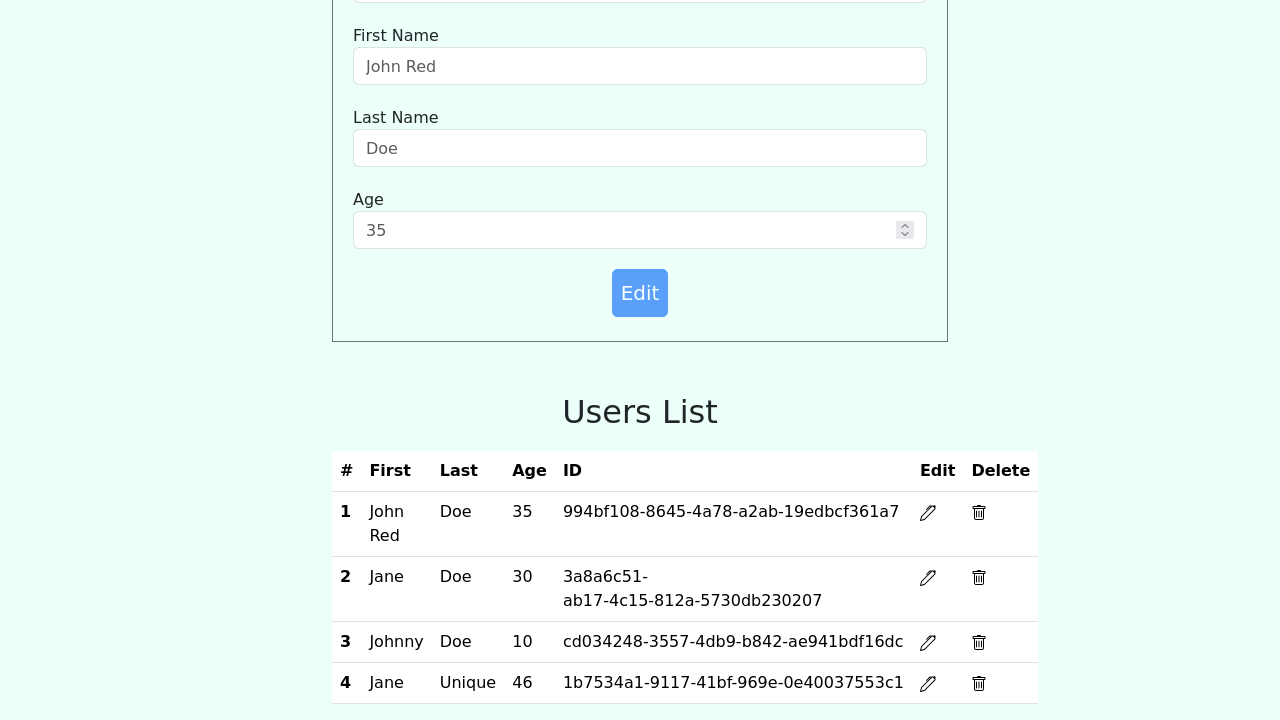 First Name
John Red
Last Name
Doe
Age
35
Edit
Users List
# First Last Age ID Edit Delete
1 John Red Doe 35 994bf108-8645-4a78-a2ab-19edbcf361a7
2 Jane Doe 30 3a8a6c51-ab17-4c15-812a-5730db230207
3 Johnny Doe 10 cd034248-3557-4db9-b842-ae941bdf16dc
4 Jane Unique 46 1b7534a1-9117-41bf-969e-0e40037553c1